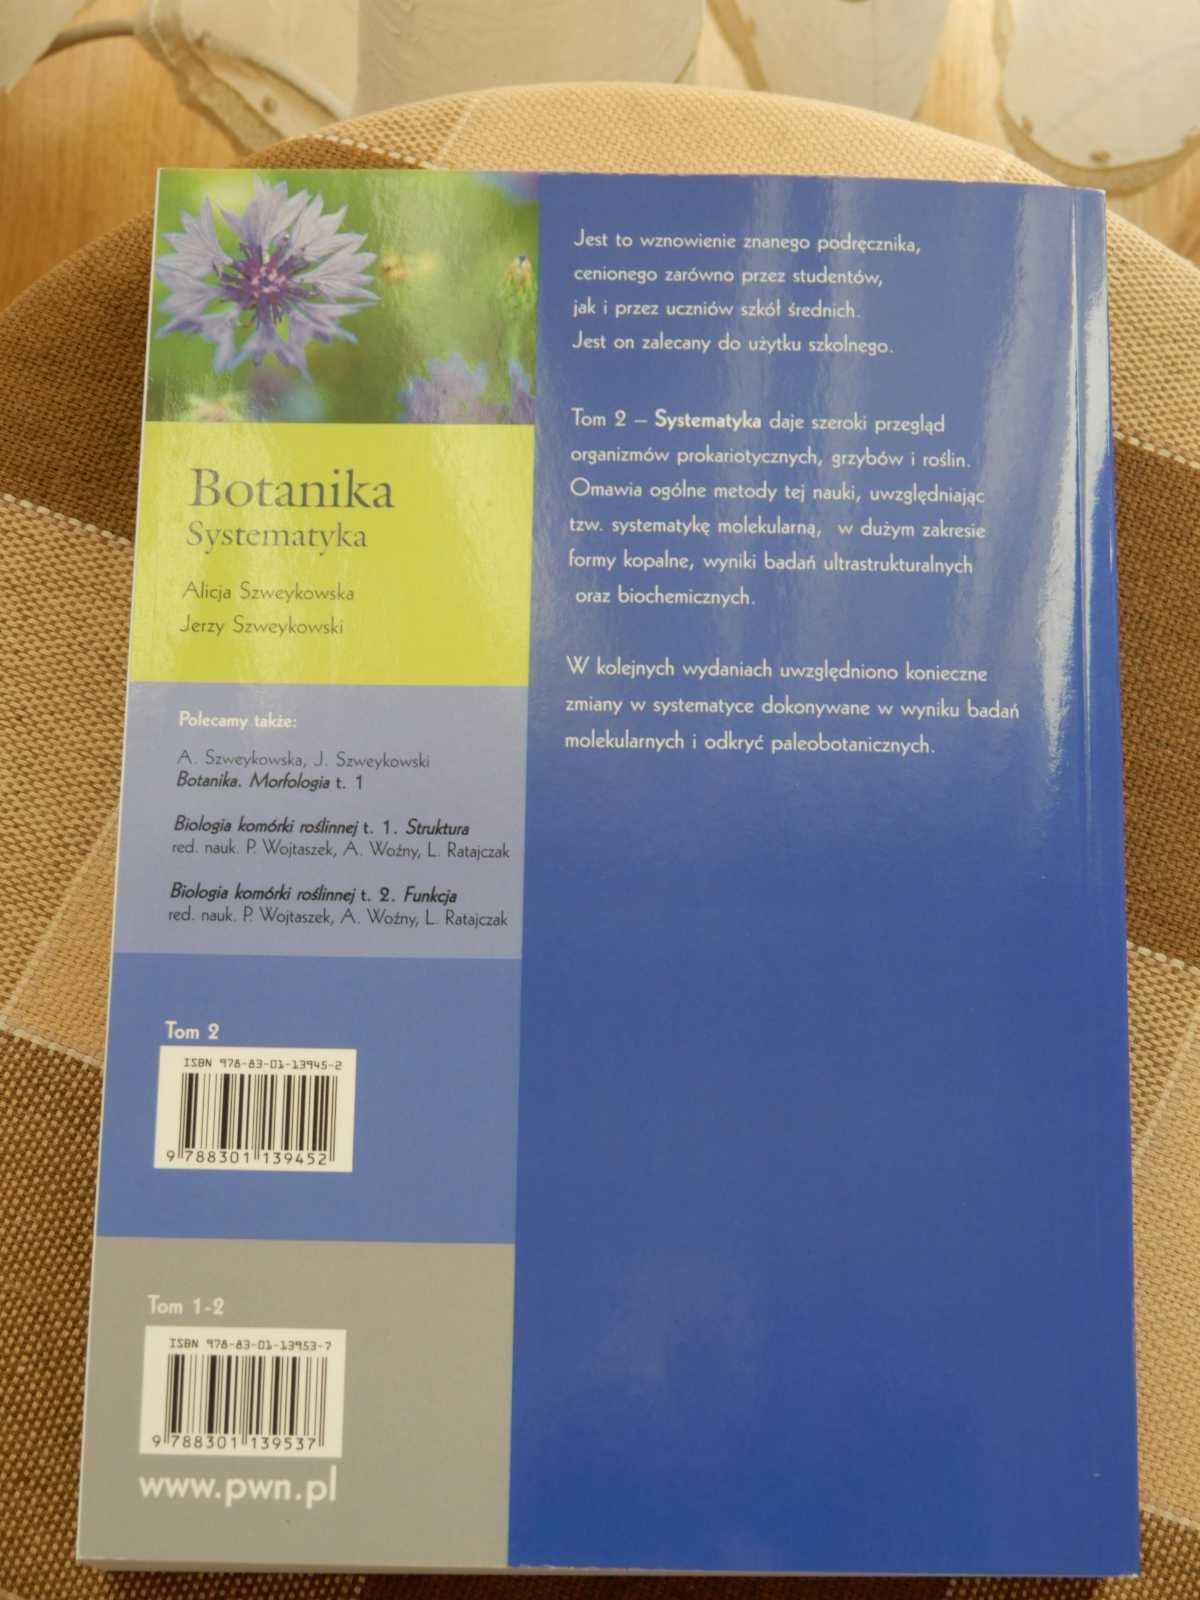 Botanika
Systematyka
Alicja Szweykowska
Jerzy Szweykowski
Polecamy także:
A. Szweykowska, J. Szweykowski
Botanika. Morfologia t. 1
Biologia komórki roślinnej t. 1. Struktura
red. nauk. P. Wojtaszek, A. Woźny, L. Ratajczak
Biologia komórki roślinnej t. 2. Funkcja
red. nauk. P. Wojtaszek, A. Woźny, L. Ratajczak
Tom 2
ISBN 978-83-01-13945-2
9 788301 139452
Tom 1-2
ISBN 978-83-01-13953-7
9 788301 139537
www.pwn.pl
Jest to wznowienie znanego podręcznika,
cenionego zarówno przez studentów,
jak i przez uczniów szkół średnich.
Jest on zalecany do użytku szkolnego.
Tom 2 – Systematyka daje szeroki przegląd
organizmów prokariotycznych, grzybów i roślin.
Omawia ogólne metody tej nauki, uwzględniając
tzw. systematykę molekularną, w dużym zakresie
formy kopalne, wyniki badań ultrastrukturalnych
oraz biochemicznych.
W kolejnych wydaniach uwzględniono konieczne
zmiany w systematyce dokonywane w wyniku badań
molekularnych i odkryć paleobotanicznych.